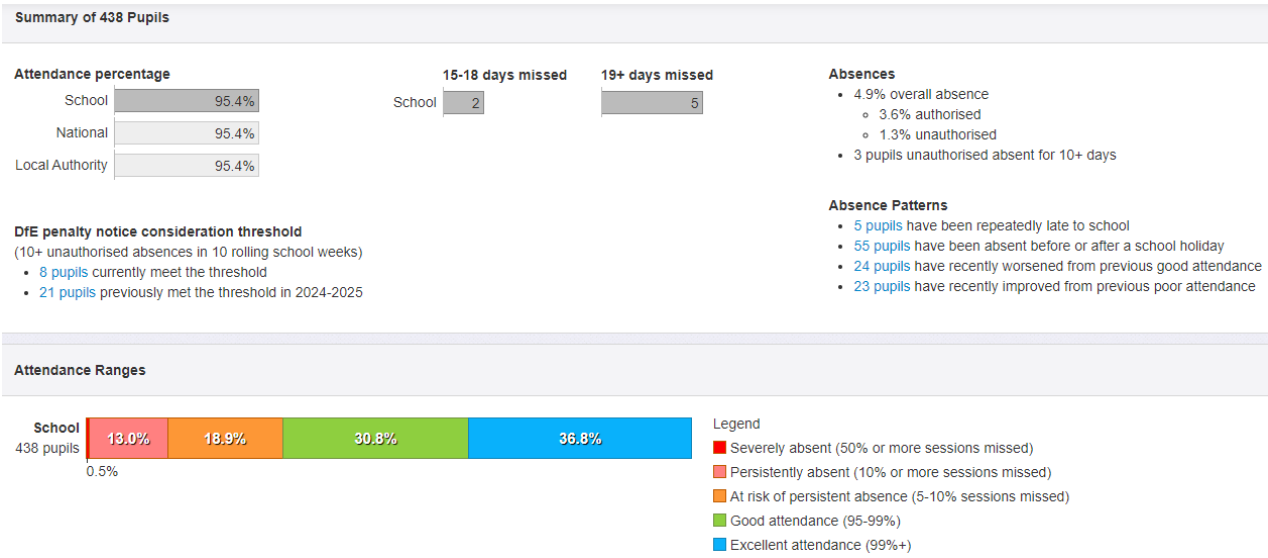 Summary of 438 Pupils
Attendance percentage
School 95.4%
National 95.4%
Local Authority 95.4%
15-18 days missed 19+ days missed
School 2 5
Absences
• 4.9% overall absence
◦ 3.6% authorised
◦ 1.3% unauthorised
• 3 pupils unauthorised absent for 10+ days
DfE penalty notice consideration threshold
(10+ unauthorised absences in 10 rolling school weeks)
• 8 pupils currently meet the threshold
• 21 pupils previously met the threshold in 2024-2025
Absence Patterns
• 5 pupils have been repeatedly late to school
• 55 pupils have been absent before or after a school holiday
• 24 pupils have recently worsened from previous good attendance
• 23 pupils have recently improved from previous poor attendance
Attendance Ranges
School
438 pupils
13.0% 18.9% 30.8% 36.8%
0.5%
Legend
Severely absent (50% or more sessions missed)
Persistently absent (10% or more sessions missed)
At risk of persistent absence (5-10% sessions missed)
Good attendance (95-99%)
Excellent attendance (99%+)